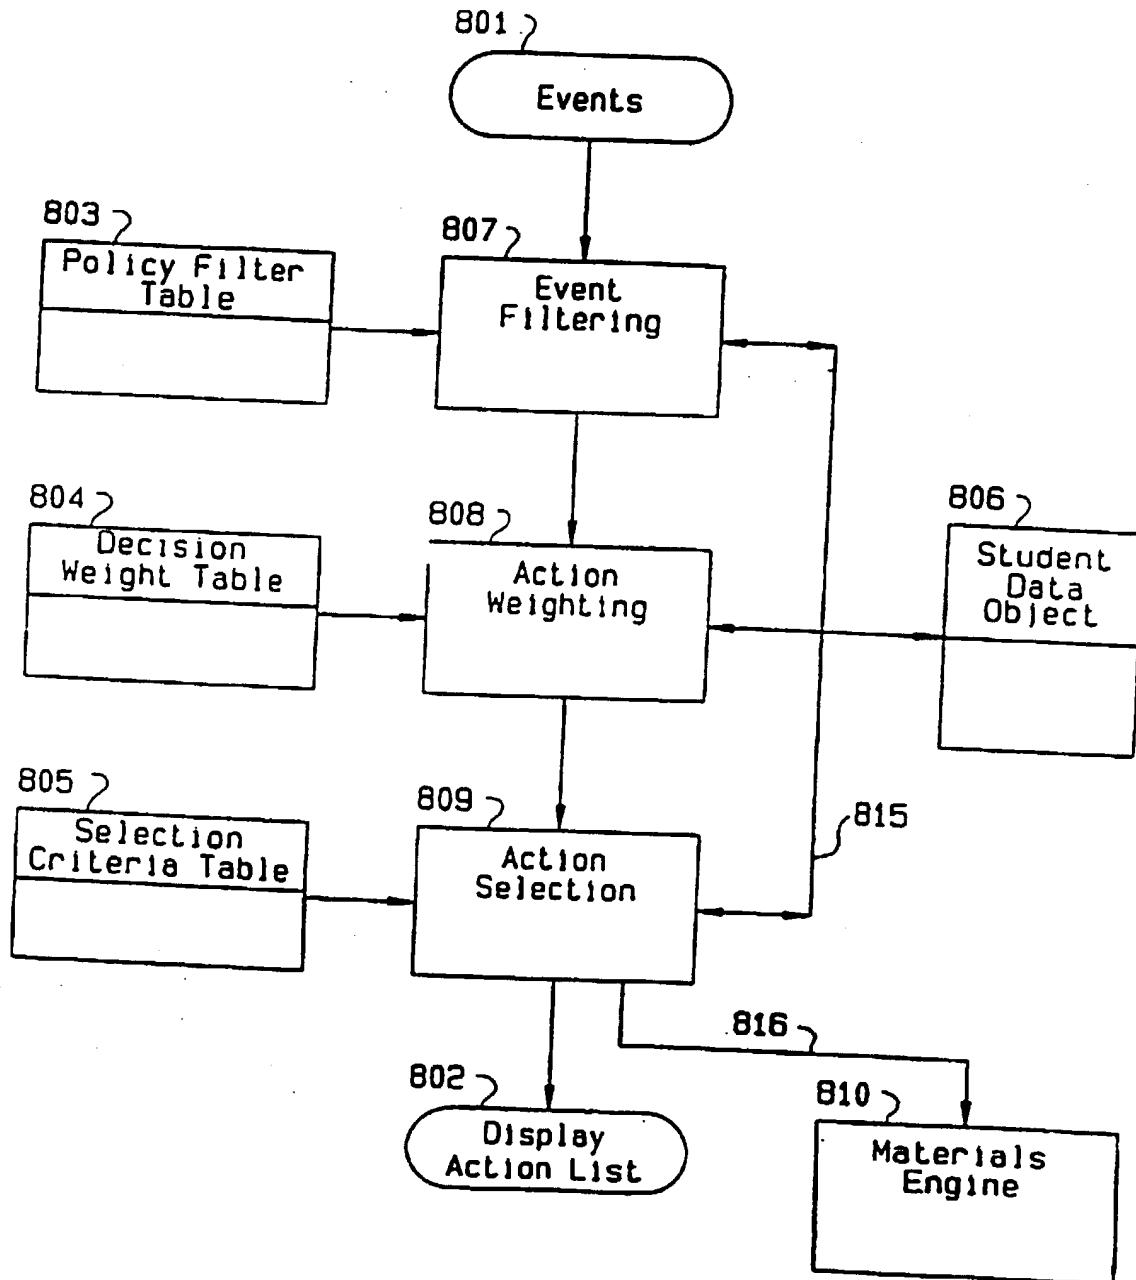 801
Events
803
Policy Filter
Table
807
Event
Filtering
804
Decision
Weight Table
808
Action
Weighting
806
Student
Data
Object
805
Selection
Criteria Table
809
Action
Selection
815
816
802
Display
Action List
810
Materials
Engine